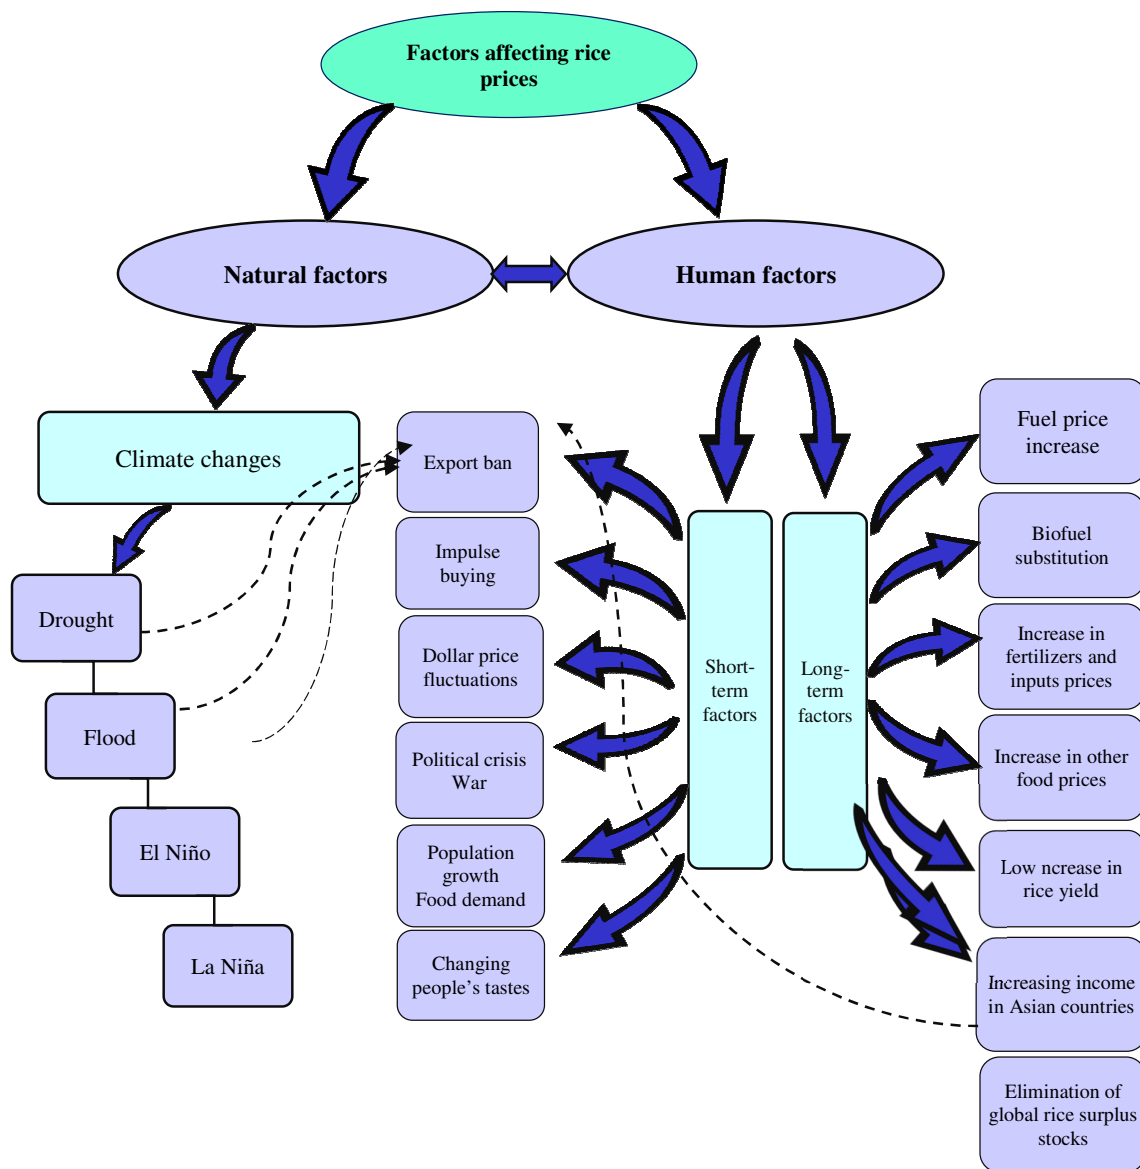 Factors affecting rice
prices
Natural factors
Human factors
Climate changes
Drought
Flood
El Niño
La Niña
Export ban
Impulse
buying
Dollar price
fluctuations
Political crisis
War
Population
growth
Food demand
Changing
people’s tastes
Short-
term
factors
Long-
term
factors
Fuel price
increase
Biofuel
substitution
Increase in
fertilizers and
inputs prices
Increase in other
food prices
Low ncrease in
rice yield
Increasing income
in Asian countries
Elimination of
global rice surplus
stocks